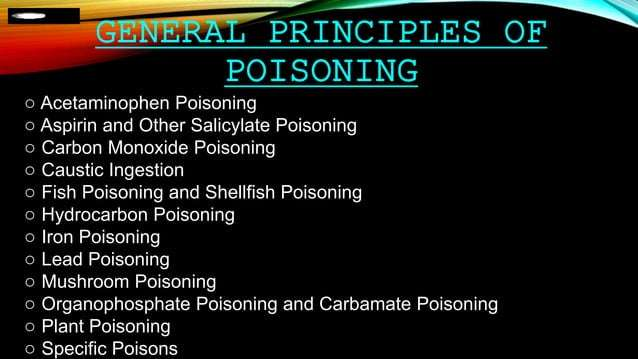 GENERAL PRINCIPLES OF
POISONING
○ Acetaminophen Poisoning
○ Aspirin and Other Salicylate Poisoning
○ Carbon Monoxide Poisoning
○ Caustic Ingestion
○ Fish Poisoning and Shellfish Poisoning
○ Hydrocarbon Poisoning
○ Iron Poisoning
○ Lead Poisoning
○ Mushroom Poisoning
○ Organophosphate Poisoning and Carbamate Poisoning
○ Plant Poisoning
○ Specific Poisons